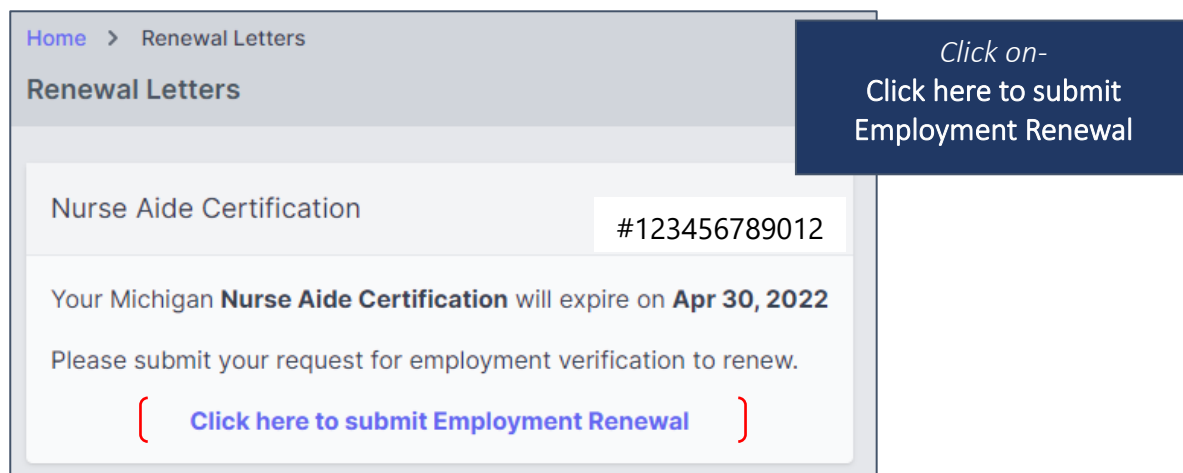 Home > Renewal Letters
Renewal Letters
Click on-
Click here to submit
Employment Renewal
Nurse Aide Certification
#123456789012
Your Michigan Nurse Aide Certification will expire on Apr 30, 2022
Please submit your request for employment verification to renew.
Click here to submit Employment Renewal